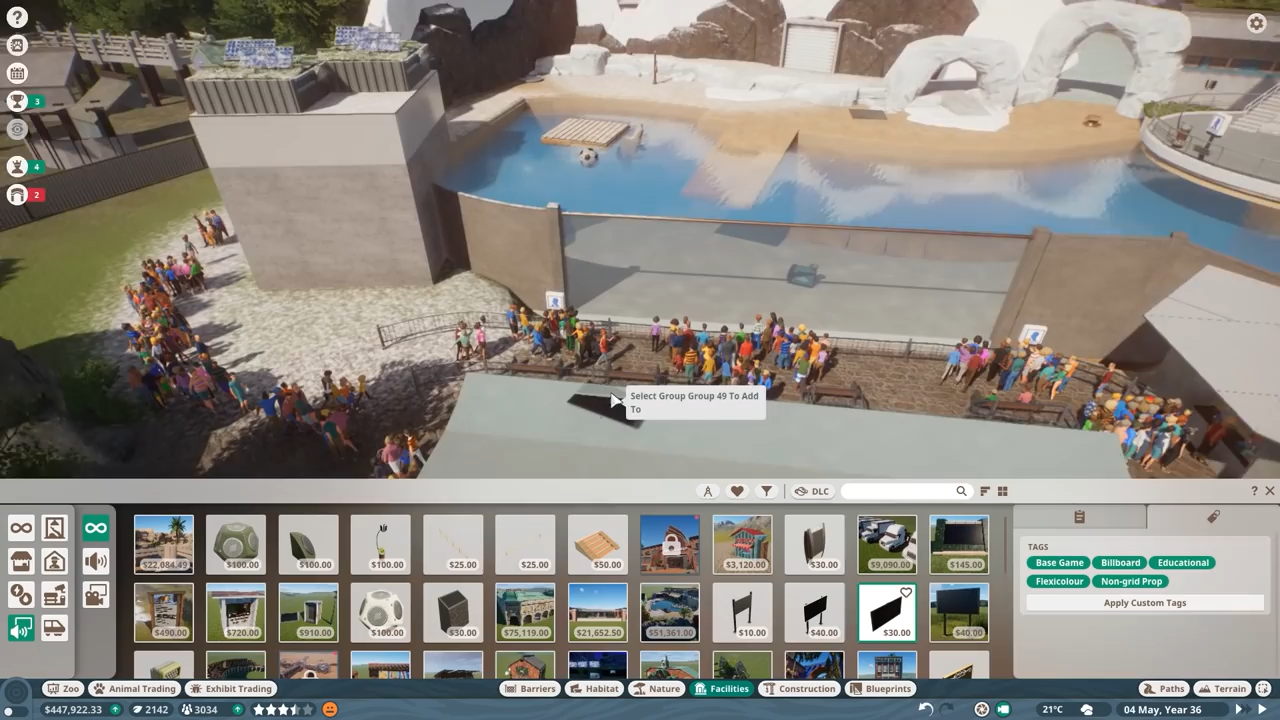 ?
3
4
2
Select Group Group 49 To Add
To
DLC
?
$22,084.49
$100.00
$100.00
$100.00
$25.00
$25.00
$50.00
$3,120.00
$30.00
$9,090.00
$145.00
$490.00
$720.00
$910.00
$100.00
$30.00
$75,119.00
$21,652.50
$51,361.00
$10.00
$40.00
$30.00
$40.00
TAGS
Base Game
Billboard
Educational
Flexicolour
Non-grid Prop
Apply Custom Tags
Zoo
Animal Trading
Exhibit Trading
Barriers
Habitat
Nature
Facilities
Construction
Blueprints
Paths
Terrain
$447,922.33
2142
3034
21°C
04 May, Year 36